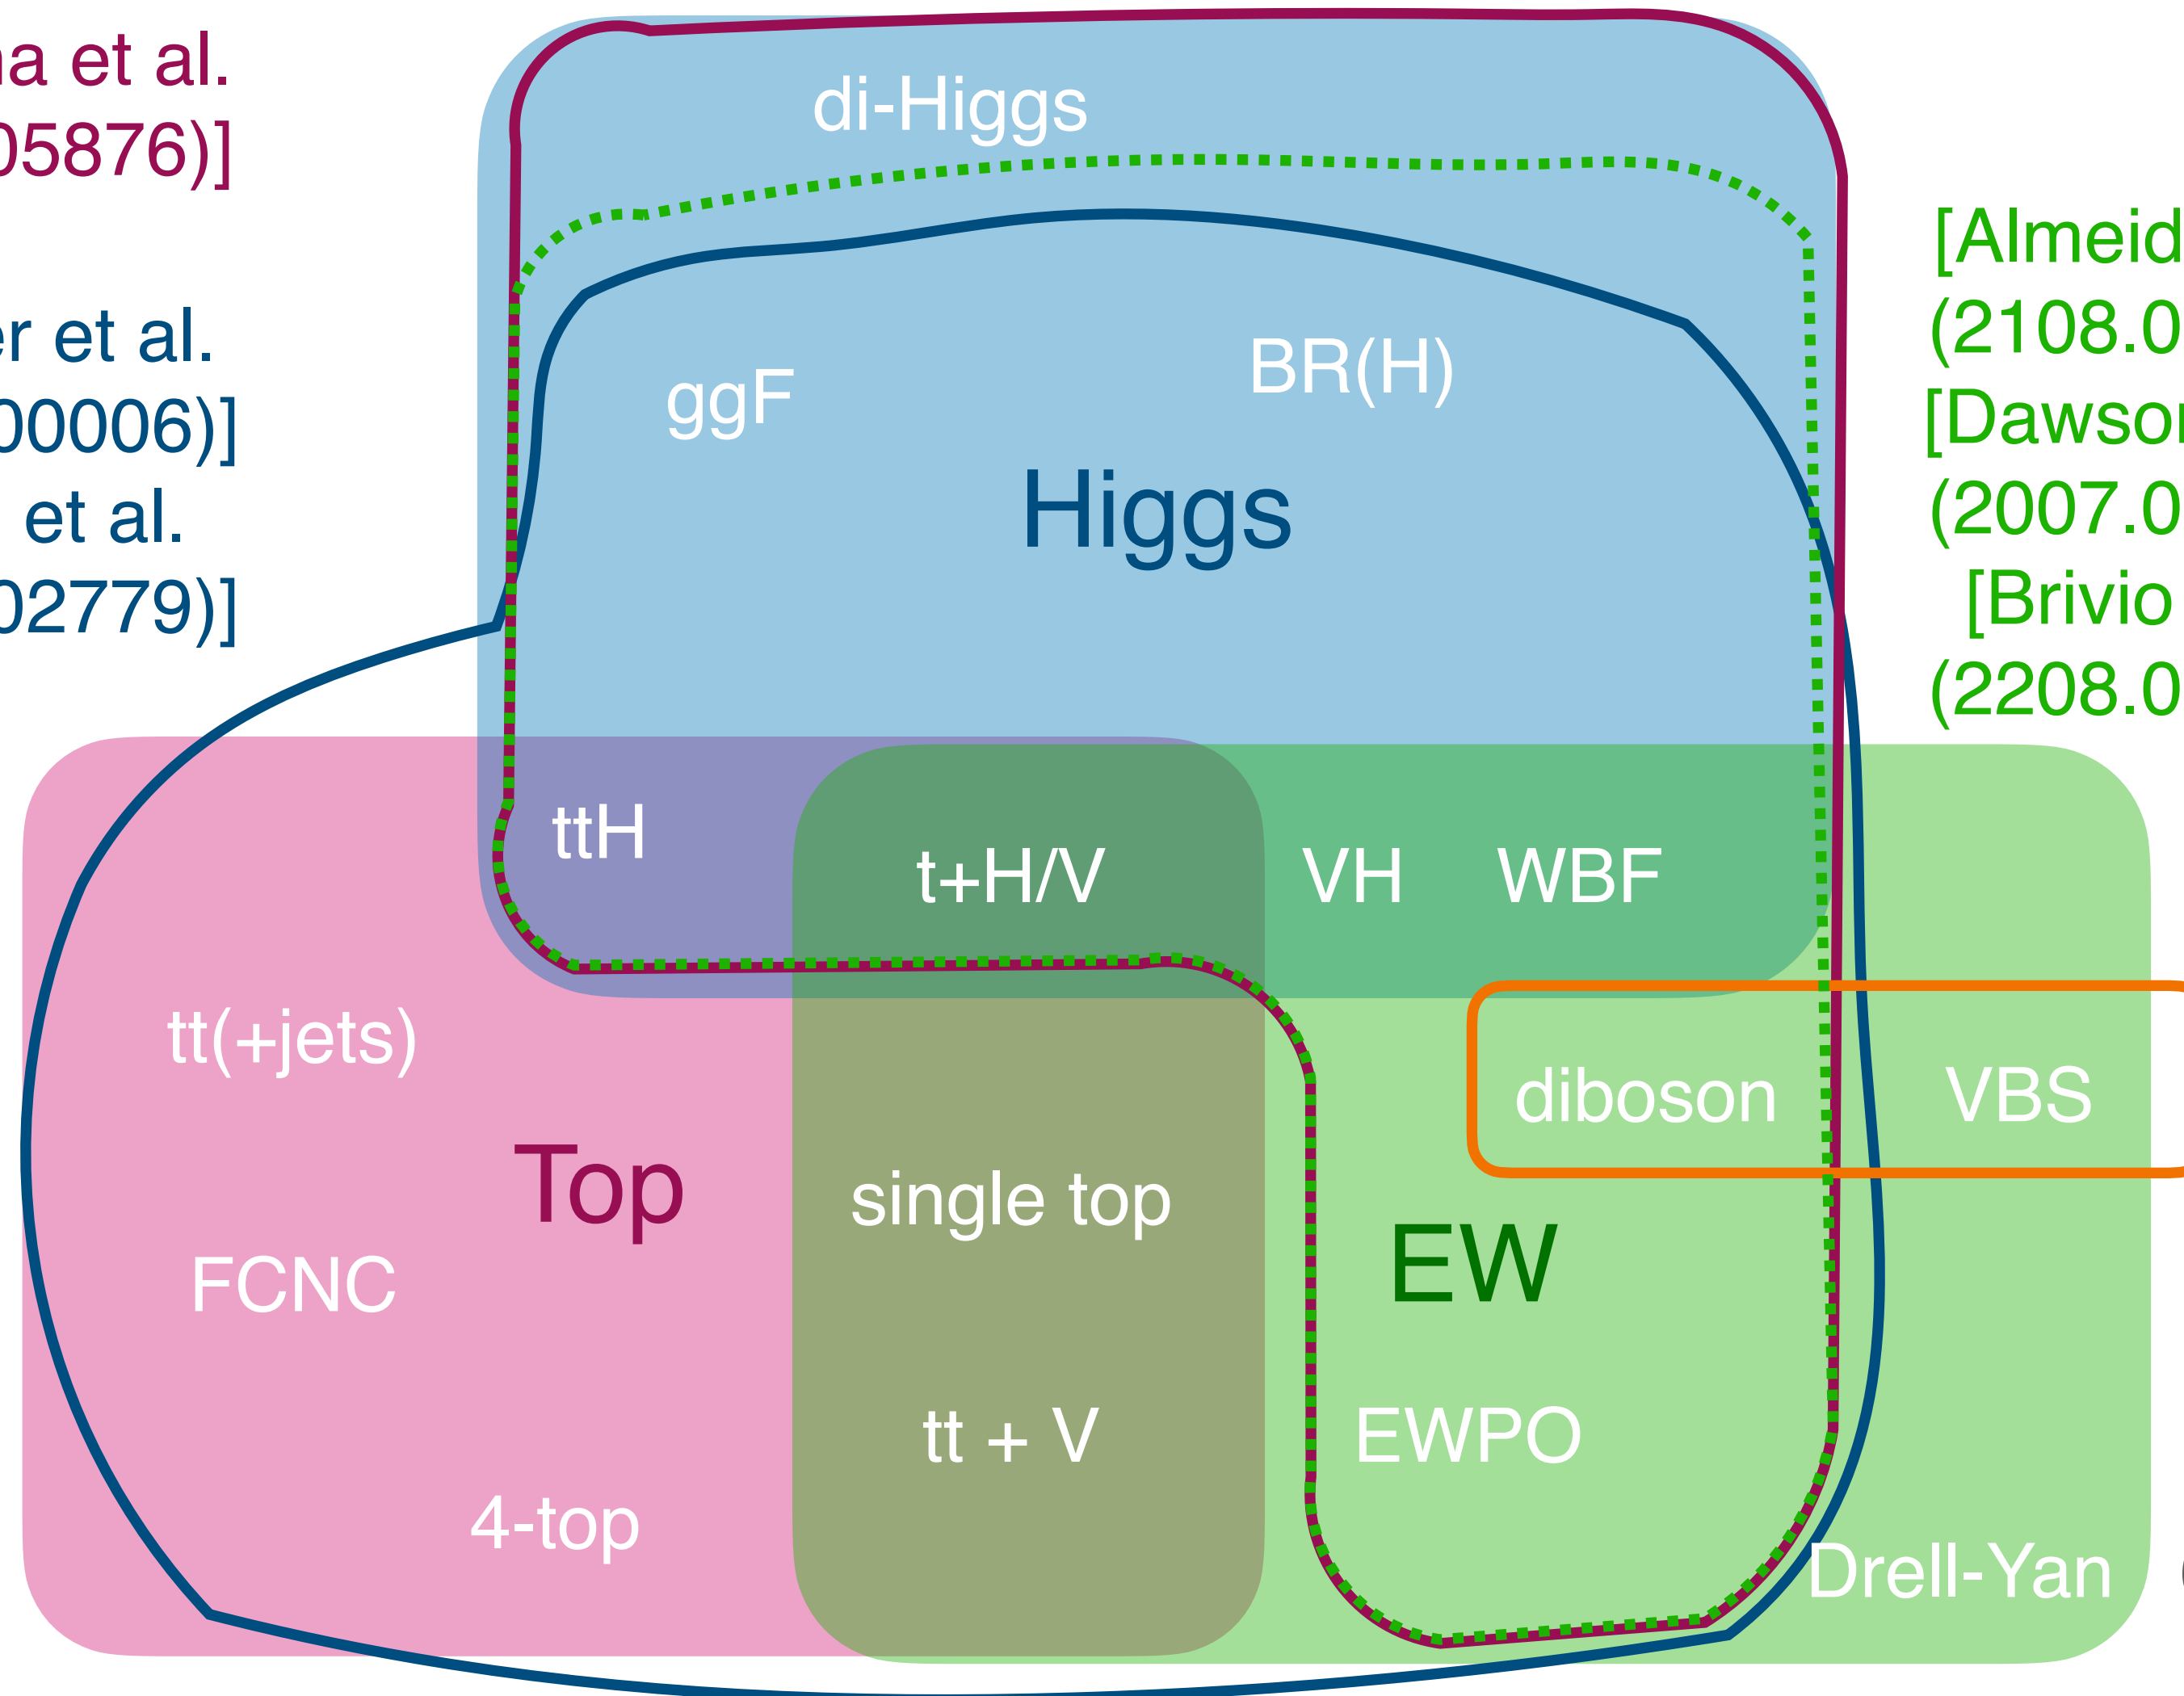 a et al.
05876)]
er et al.
00006)]
et al.
02779)]
di-Higgs
ggF
BR(H)
Higgs
[Almeid
(2108.0
[Dawson
(2007.0
[Brivio
(2208.0
ttH
t+H/V
VH
WBF
tt(+jets)
diboson
VBS
Top
single top
EW
FCNC
tt + V
EWPO
4-top
Drell-Yan